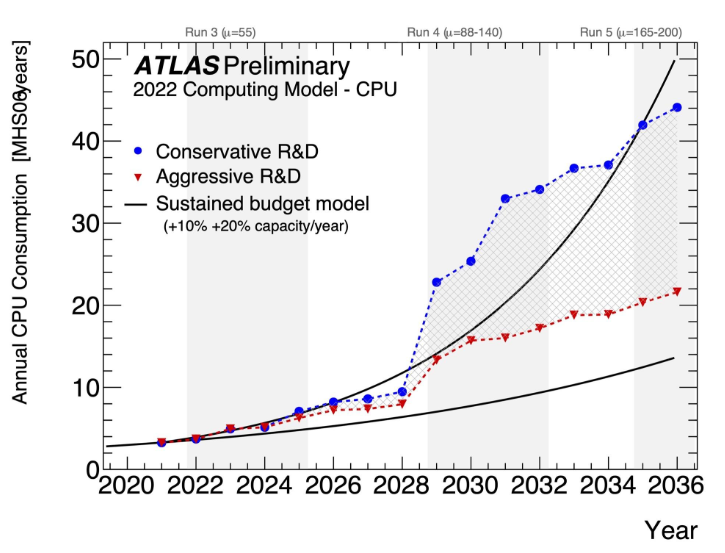 Run 3 (μ=55)
Run 4 (μ=88-140)
Run 5 (μ=165-200)
Annual CPU Consumption [MHS06years]
50
40
30
20
10
0
ATLAS Preliminary
2022 Computing Model - CPU
Conservative R&D
Aggressive R&D
Sustained budget model
(+10% +20% capacity/year)
2020 2022 2024 2026 2028 2030 2032 2034 2036
Year